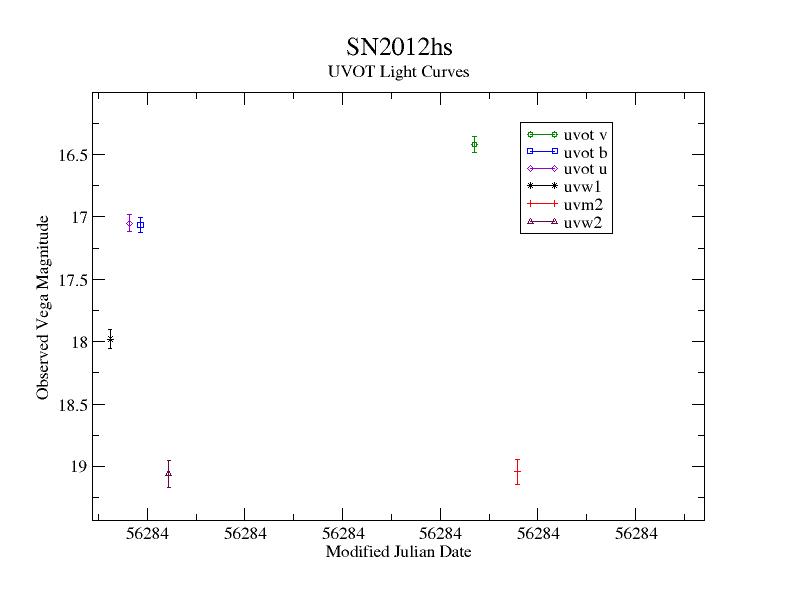 SN2012hs
UVOT Light Curves
uvot v
uvot b
uvot u
uvw1
uvm2
uvw2
Observed Vega Magnitude
16.5
17
17.5
18
18.5
19
56284 56284 56284 56284 56284 56284
Modified Julian Date